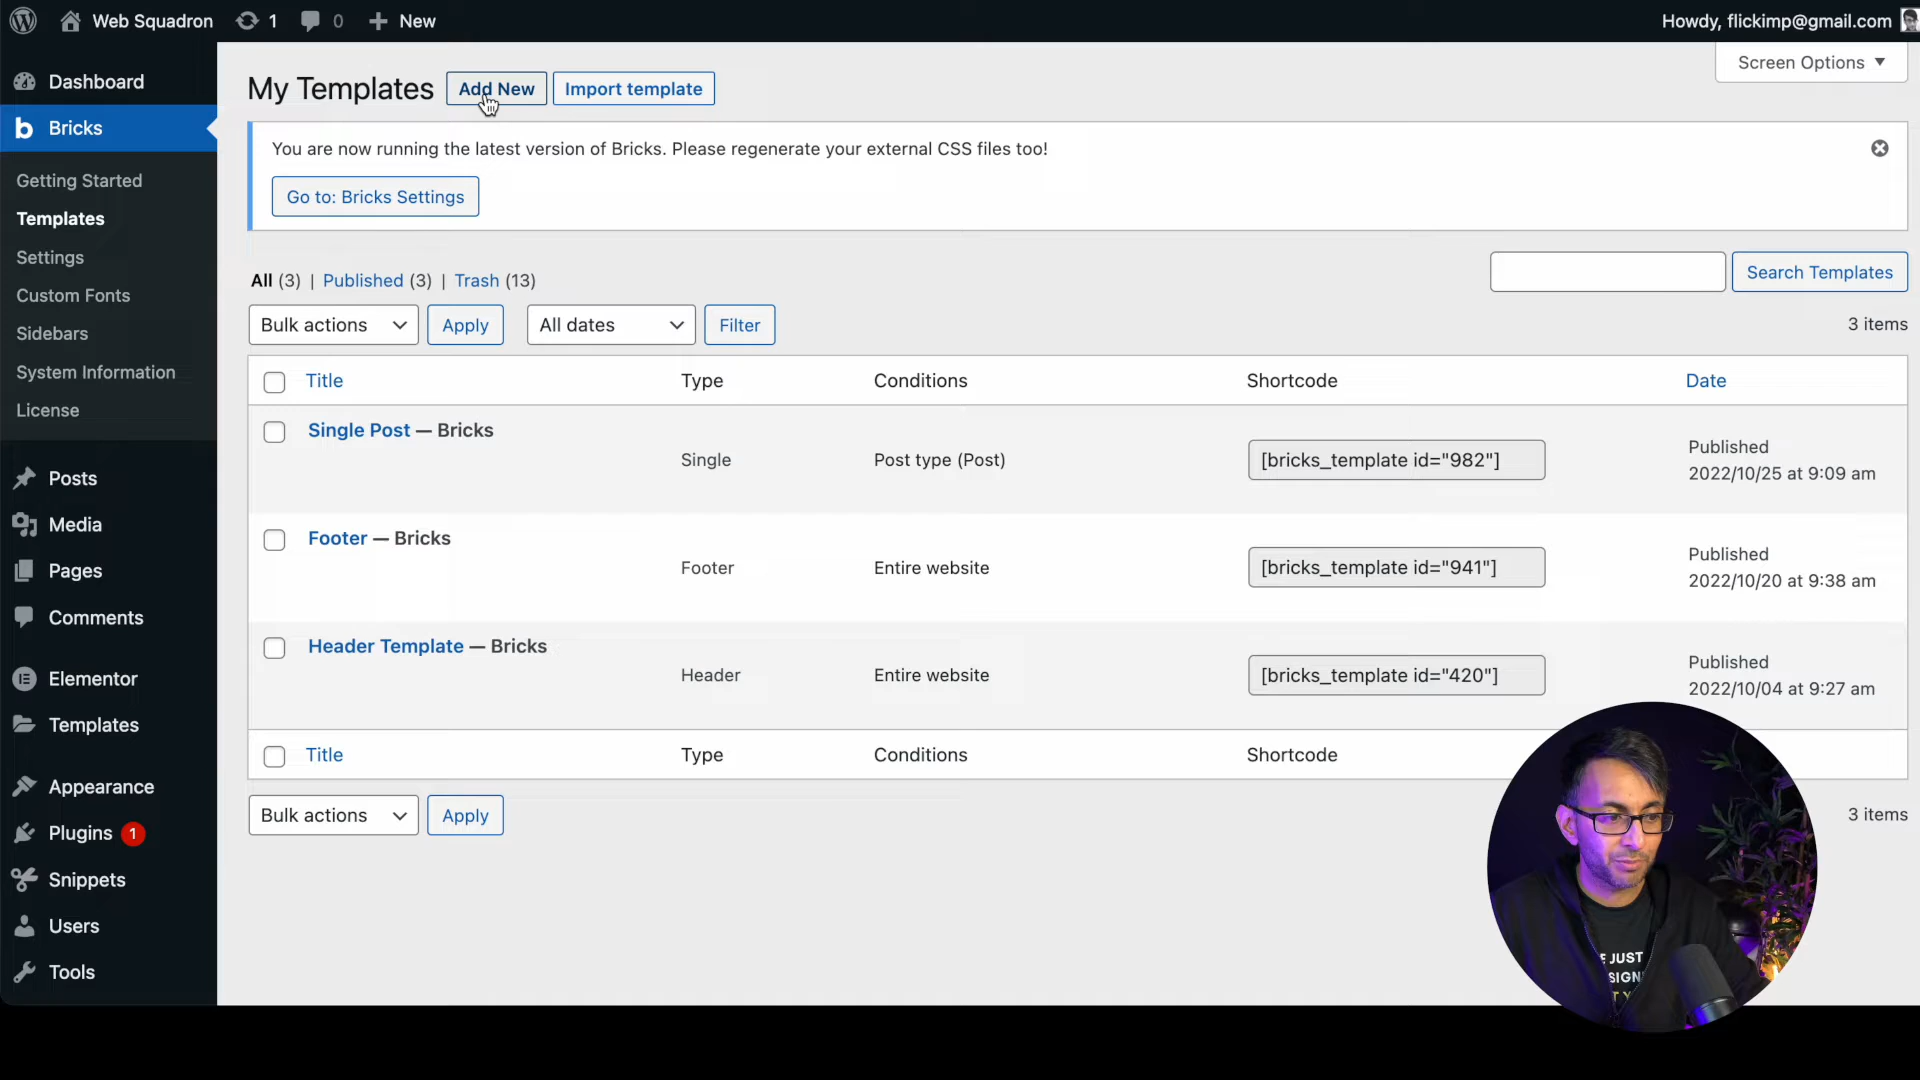 Web Squadron 1 0 New Howdy, flickimp@gmail.com
Screen Options
Dashboard
Bricks
Getting Started
Templates
Settings
Custom Fonts
Sidebars
System Information
License
Posts
Media
Pages
Comments
Elementor
Templates
Appearance
Plugins 1
Snippets
Users
Tools
My Templates Add New Import template
You are now running the latest version of Bricks. Please regenerate your external CSS files too!
Go to: Bricks Settings
All (3) | Published (3) | Trash (13)
Search Templates
Bulk actions Apply All dates Filter 3 items
Title Type Conditions Shortcode Date
Single Post — Bricks
Single Post type (Post) [bricks_template id="982"] Published
2022/10/25 at 9:09 am
Footer — Bricks
Footer Entire website [bricks_template id="941"] Published
2022/10/20 at 9:38 am
Header Template — Bricks
Header Entire website [bricks_template id="420"] Published
2022/10/04 at 9:27 am
Title Type Conditions Shortcode
Bulk actions Apply 3 items
JUST